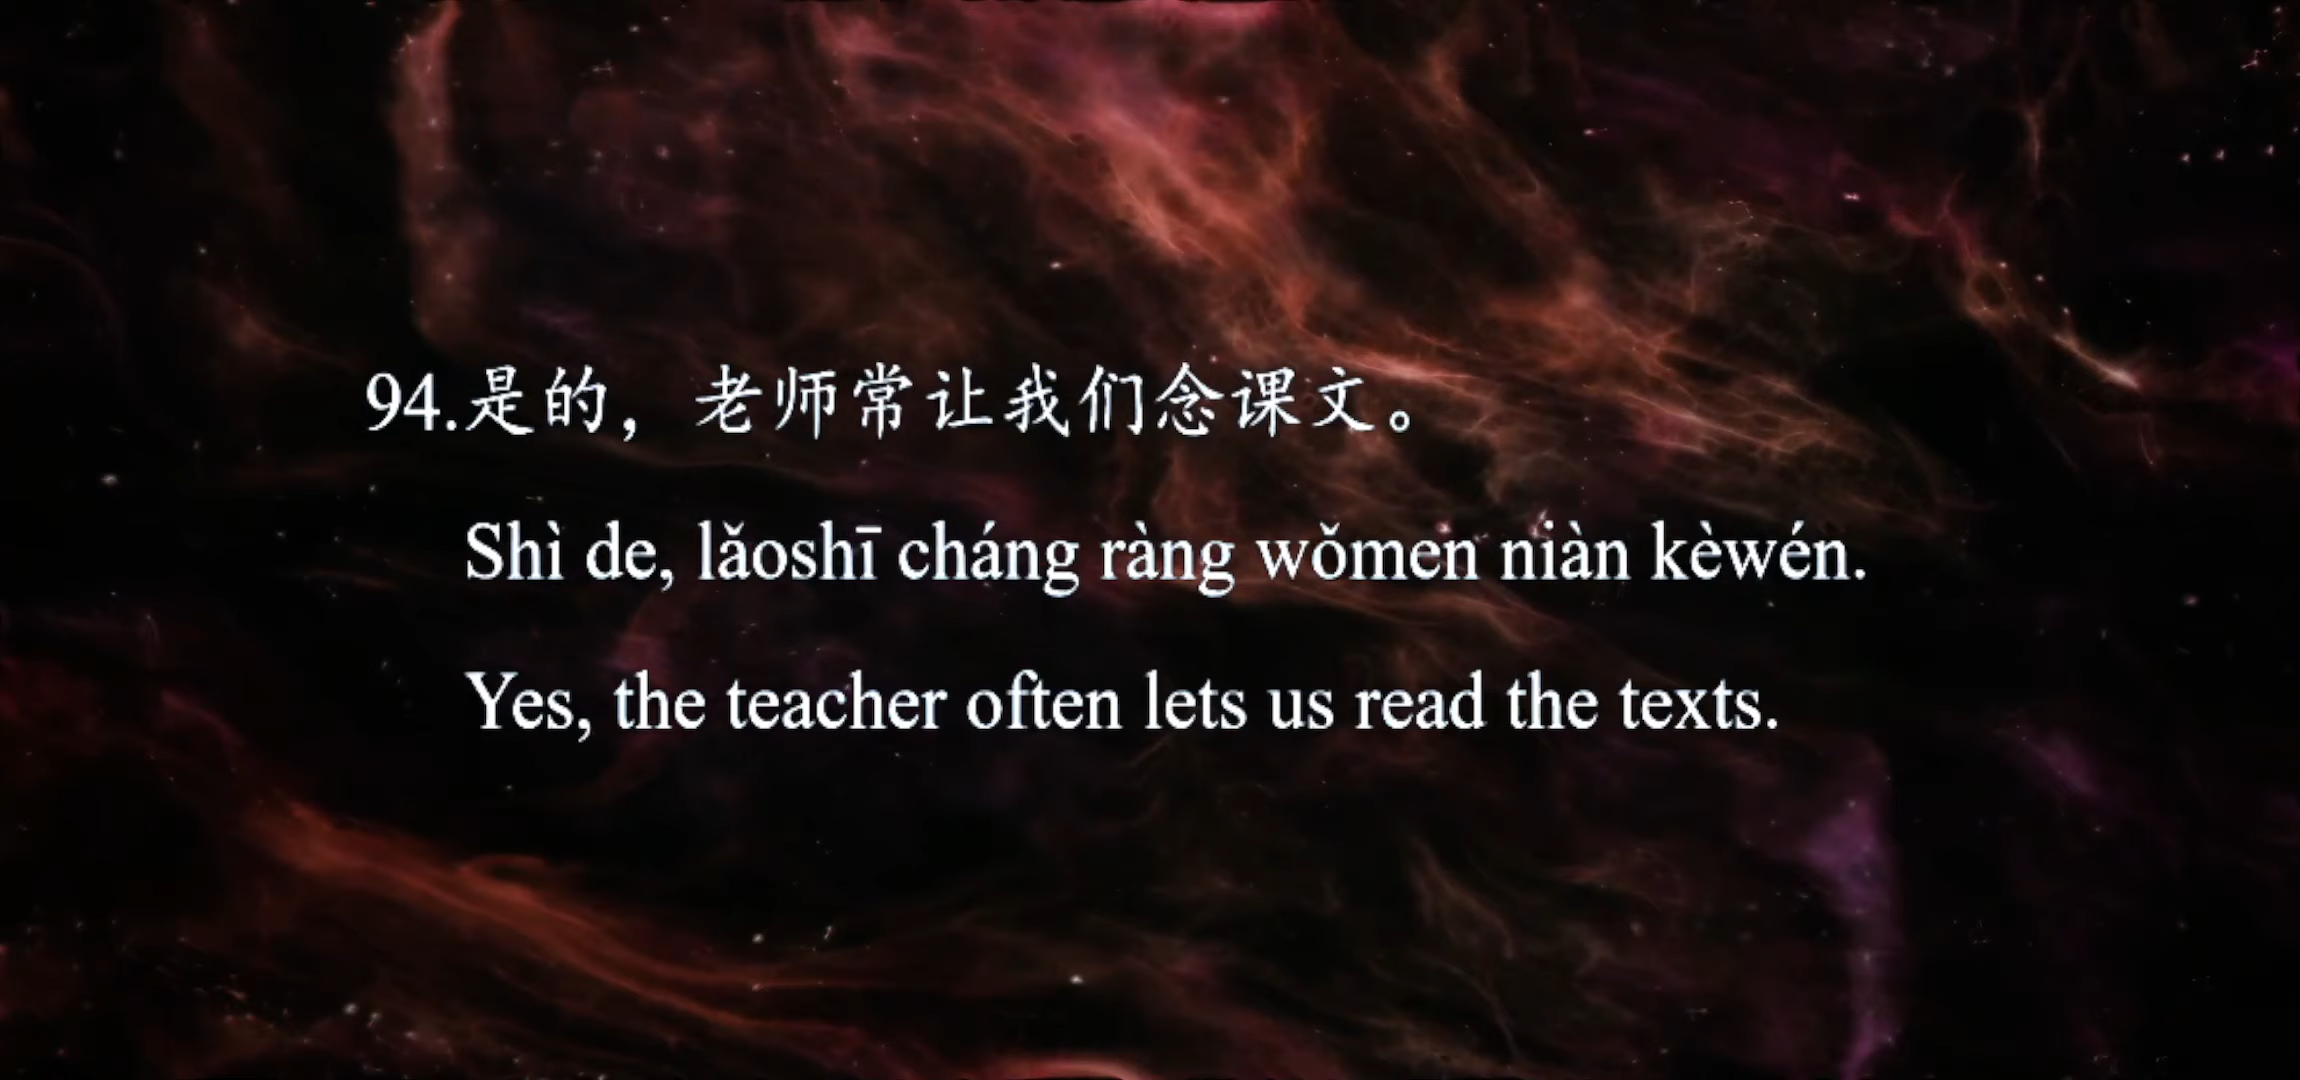 94.是的，老师常让我们念课文。
Shì de, lǎoshī cháng ràng wǒmen niàn kèwén.
Yes, the teacher often lets us read the texts.